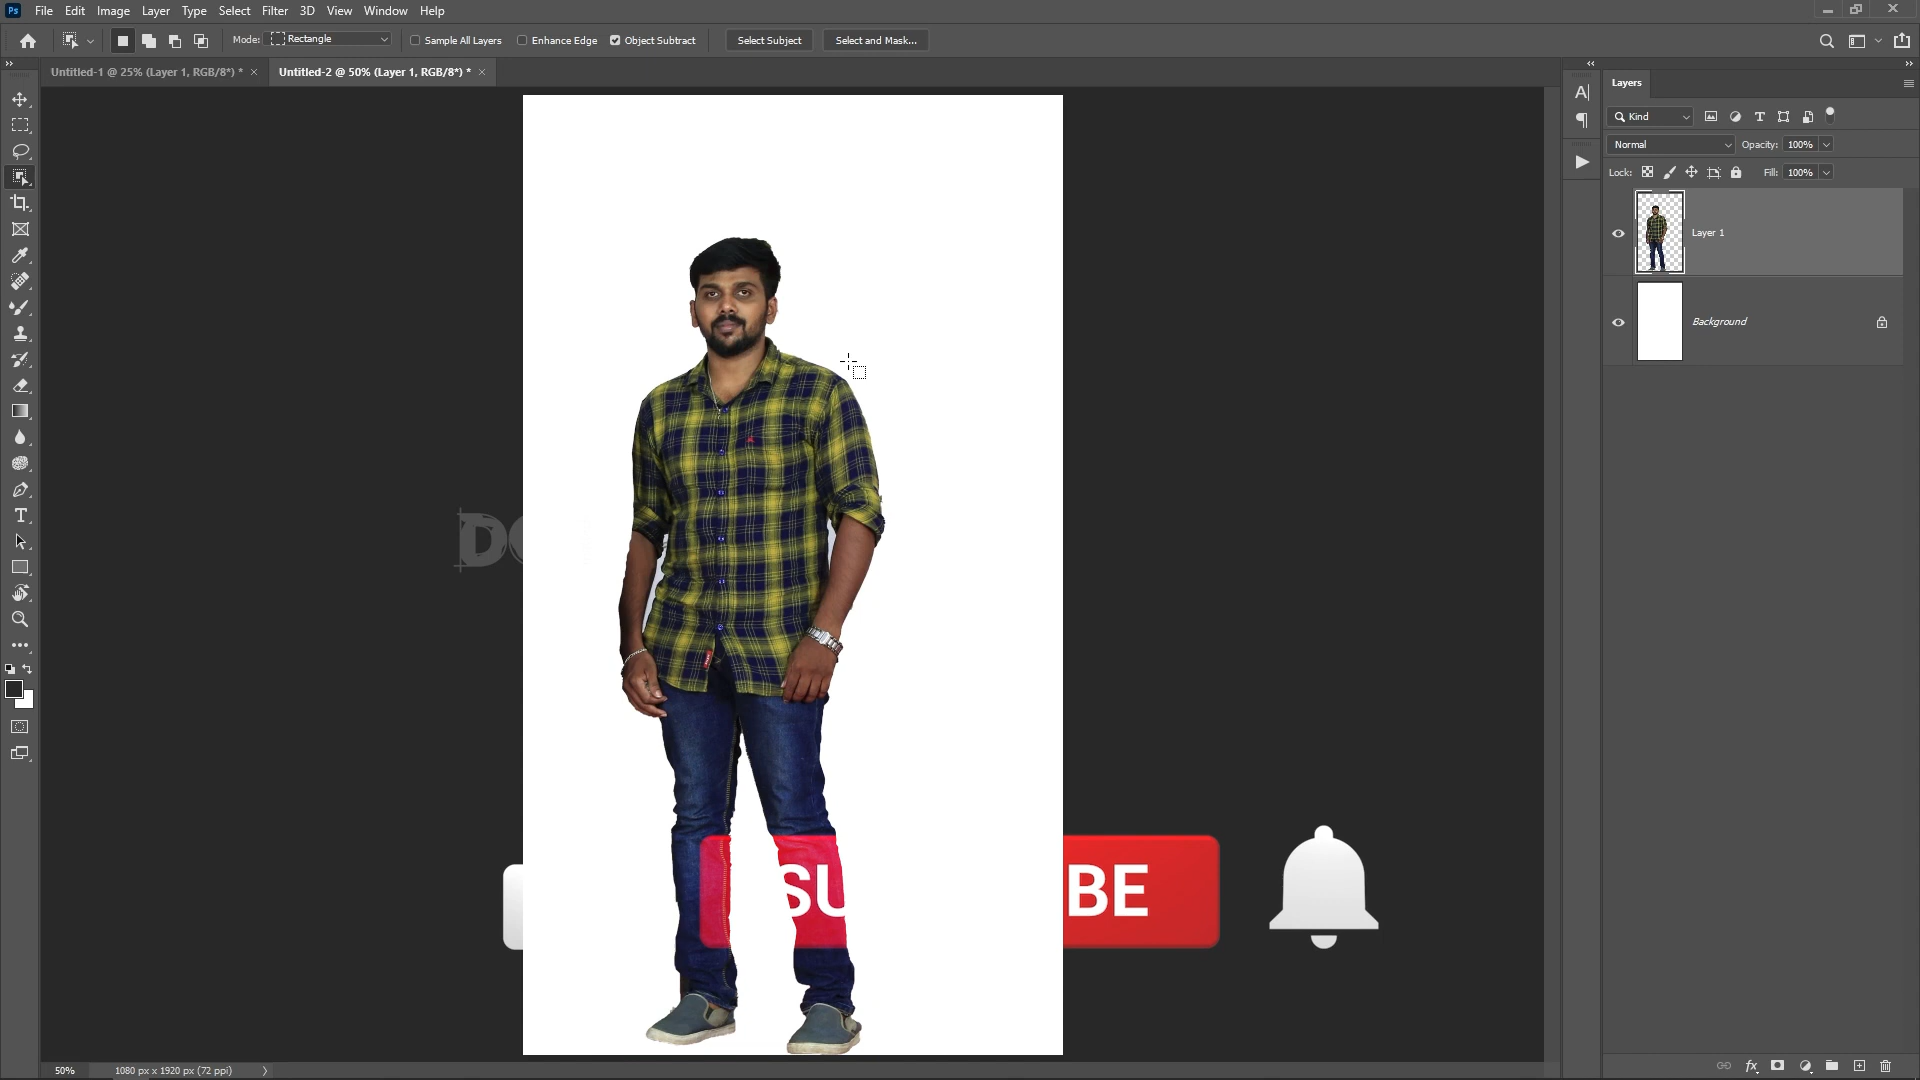 Ps File Edit Image Layer Type Select Filter 3D View Window Help
Mode: Rectangle Sample All Layers Enhance Edge Object Subtract Select Subject Select and Mask...
Untitled-1 @ 25% (Layer 1, RGB/8*) * × Untitled-2 @ 50% (Layer 1, RGB/8*) * ×
Layers
Kind
Normal Opacity: 100%
Lock: Fill: 100%
Layer 1
Background
BE
50% 1080 px x 1920 px (72 ppi)